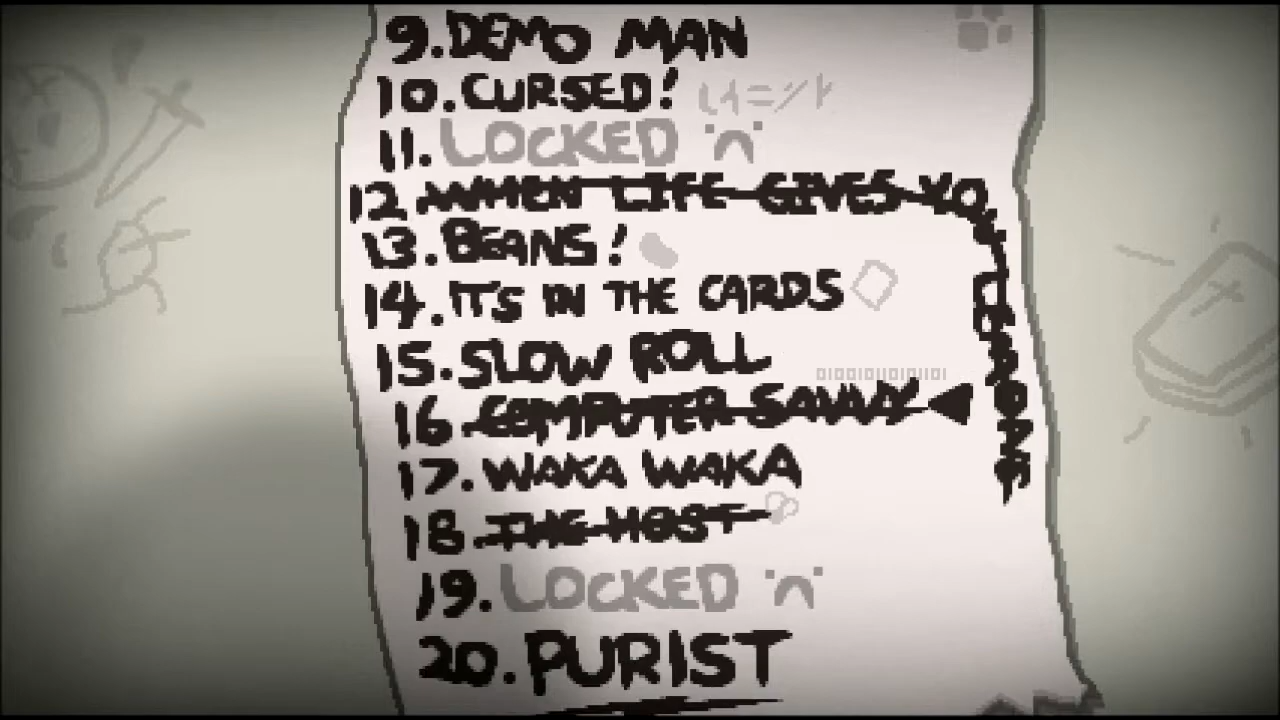 9. DEMO MAN
10. CURSED!
11. LOCKED
12 WHEN LIFE GIVES YOU LEMONS
13. BEANS!
14. IT'S IN THE CARDS
15. SLOW ROLL
16 COMPUTER SAVVY
17. WAKA WAKA
18 THE HOST
19. LOCKED
20. PURIST